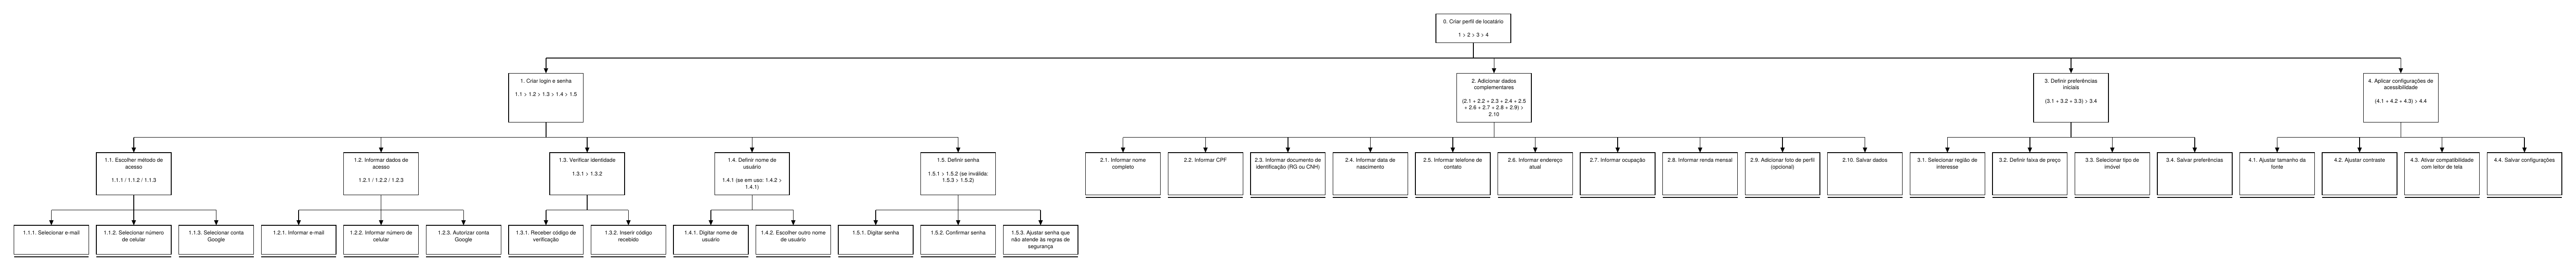 0. Criar perfil de locatário
1 > 2 > 3 > 4
1. Criar login e senha
1.1 > 1.2 > 1.3 > 1.4 > 1.5
2. Adicionar dados
complementares
(2.1 + 2.2 + 2.3 + 2.4 + 2.5
+ 2.6 + 2.7 + 2.8 + 2.9) >
2.10
3. Definir preferências
iniciais
(3.1 + 3.2 + 3.3) > 3.4
4. Aplicar configurações de
acessibilidade
(4.1 + 4.2 + 4.3) > 4.4
1.1. Escolher método de
acesso
1.1.1 / 1.1.2 / 1.1.3
1.2. Informar dados de
acesso
1.2.1 / 1.2.2 / 1.2.3
1.3. Verificar identidade
1.3.1 > 1.3.2
1.4. Definir nome de
usuário
1.4.1 (se em uso: 1.4.2 >
1.4.1)
1.5. Definir senha
1.5.1 > 1.5.2 (se inválida:
1.5.3 > 1.5.2)
2.1. Informar nome
completo
2.2. Informar CPF
2.3. Informar documento de
identificação (RG ou CNH)
2.4. Informar data de
nascimento
2.5. Informar telefone de
contato
2.6. Informar endereço
atual
2.7. Informar ocupação
2.8. Informar renda mensal
2.9. Adicionar foto de perfil
(opcional)
2.10. Salvar dados
3.1. Selecionar região de
interesse
3.2. Definir faixa de preço
3.3. Selecionar tipo de
imóvel
3.4. Salvar preferências
4.1. Ajustar tamanho da
fonte
4.2. Ajustar contraste
4.3. Ativar compatibilidade
com leitor de tela
4.4. Salvar configurações
1.1.1. Selecionar e-mail
1.1.2. Selecionar número
de celular
1.1.3. Selecionar conta
Google
1.2.1. Informar e-mail
1.2.2. Informar número de
celular
1.2.3. Autorizar conta
Google
1.3.1. Receber código de
verificação
1.3.2. Inserir código
recebido
1.4.1. Digitar nome de
usuário
1.4.2. Escolher outro nome
de usuário
1.5.1. Digitar senha
1.5.2. Confirmar senha
1.5.3. Ajustar senha que
não atende às regras de
segurança